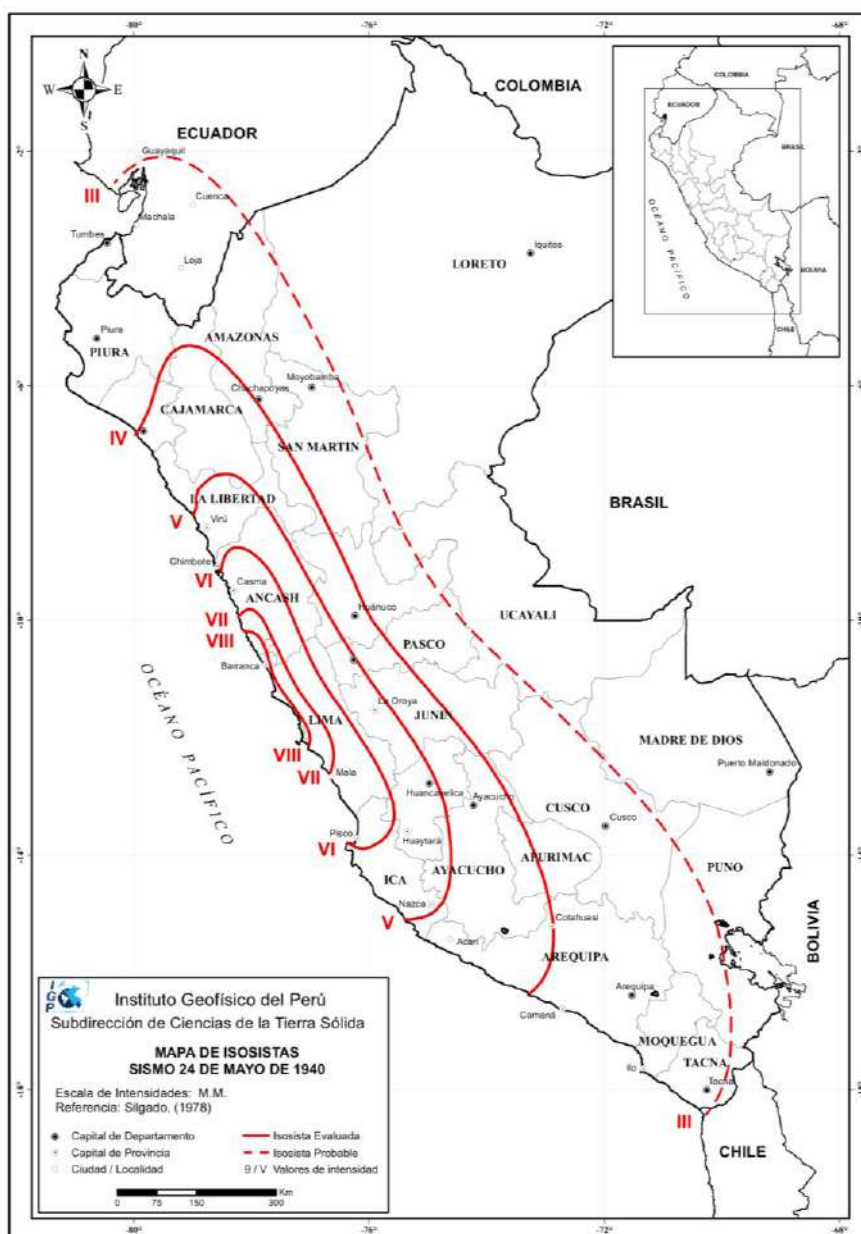 -80°
-76°
-72°
-68°
N
W E
S
COLOMBIA
ECUADOR
Guayaquil
III
Cuenca
Machala
Tumbes
Loja
Iquitos
LORETO
COLOMBIA
ECUADOR
BRASIL
OCÉANO PACÍFICO
BOLIVIA
CHILE
Piura
PIURA
AMAZONAS
Moyobamba
Chachapoyas
CAJAMARCA
IV
SAN MARTIN
LA LIBERTAD
V
Virú
BRASIL
Chimbote
VI
Casma
ANCASH
VII
VIII
Huánuco
UCAYALI
PASCO
Barranca
La Oroya
JUNIN
LIMA
VIII
VII
Mala
MADRE DE DIOS
Puerto Maldonado
OCÉANO PACÍFICO
Huancavelica
Ayacucho
CUSCO
Cusco
Pisco
VI
Huaytará
APURIMAC
AYACUCHO
PUNO
ICA
Nazca
V
Cotahuasi
Acarí
AREQUIPA
BOLIVIA
Arequipa
Camaná
MOQUEGUA
TACNA
Ilo
Tacna
III
CHILE
IGP
Instituto Geofísico del Perú
Subdirección de Ciencias de la Tierra Sólida
MAPA DE ISOSISTAS
SISMO 24 DE MAYO DE 1940
Escala de Intensidades: M.M.
Referencia: Silgado, (1978)
Capital de Departamento
Isosista Evaluada
Capital de Provincia
Isosista Probable
Ciudad / Localidad
9 / V Valores de intensidad
0 75 150 300 Km
-72°
-68°